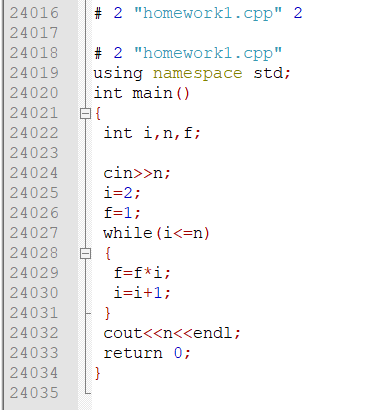 24016 # 2 "homework1.cpp" 2
24017
24018 # 2 "homework1.cpp"
24019 using namespace std;
24020 int main()
24021 {
24022 int i,n,f;
24023
24024 cin>>n;
24025 i=2;
24026 f=1;
24027 while(i<=n)
24028 {
24029 f=f*i;
24030 i=i+1;
24031 }
24032 cout<<n<<endl;
24033 return 0;
24034 }
24035